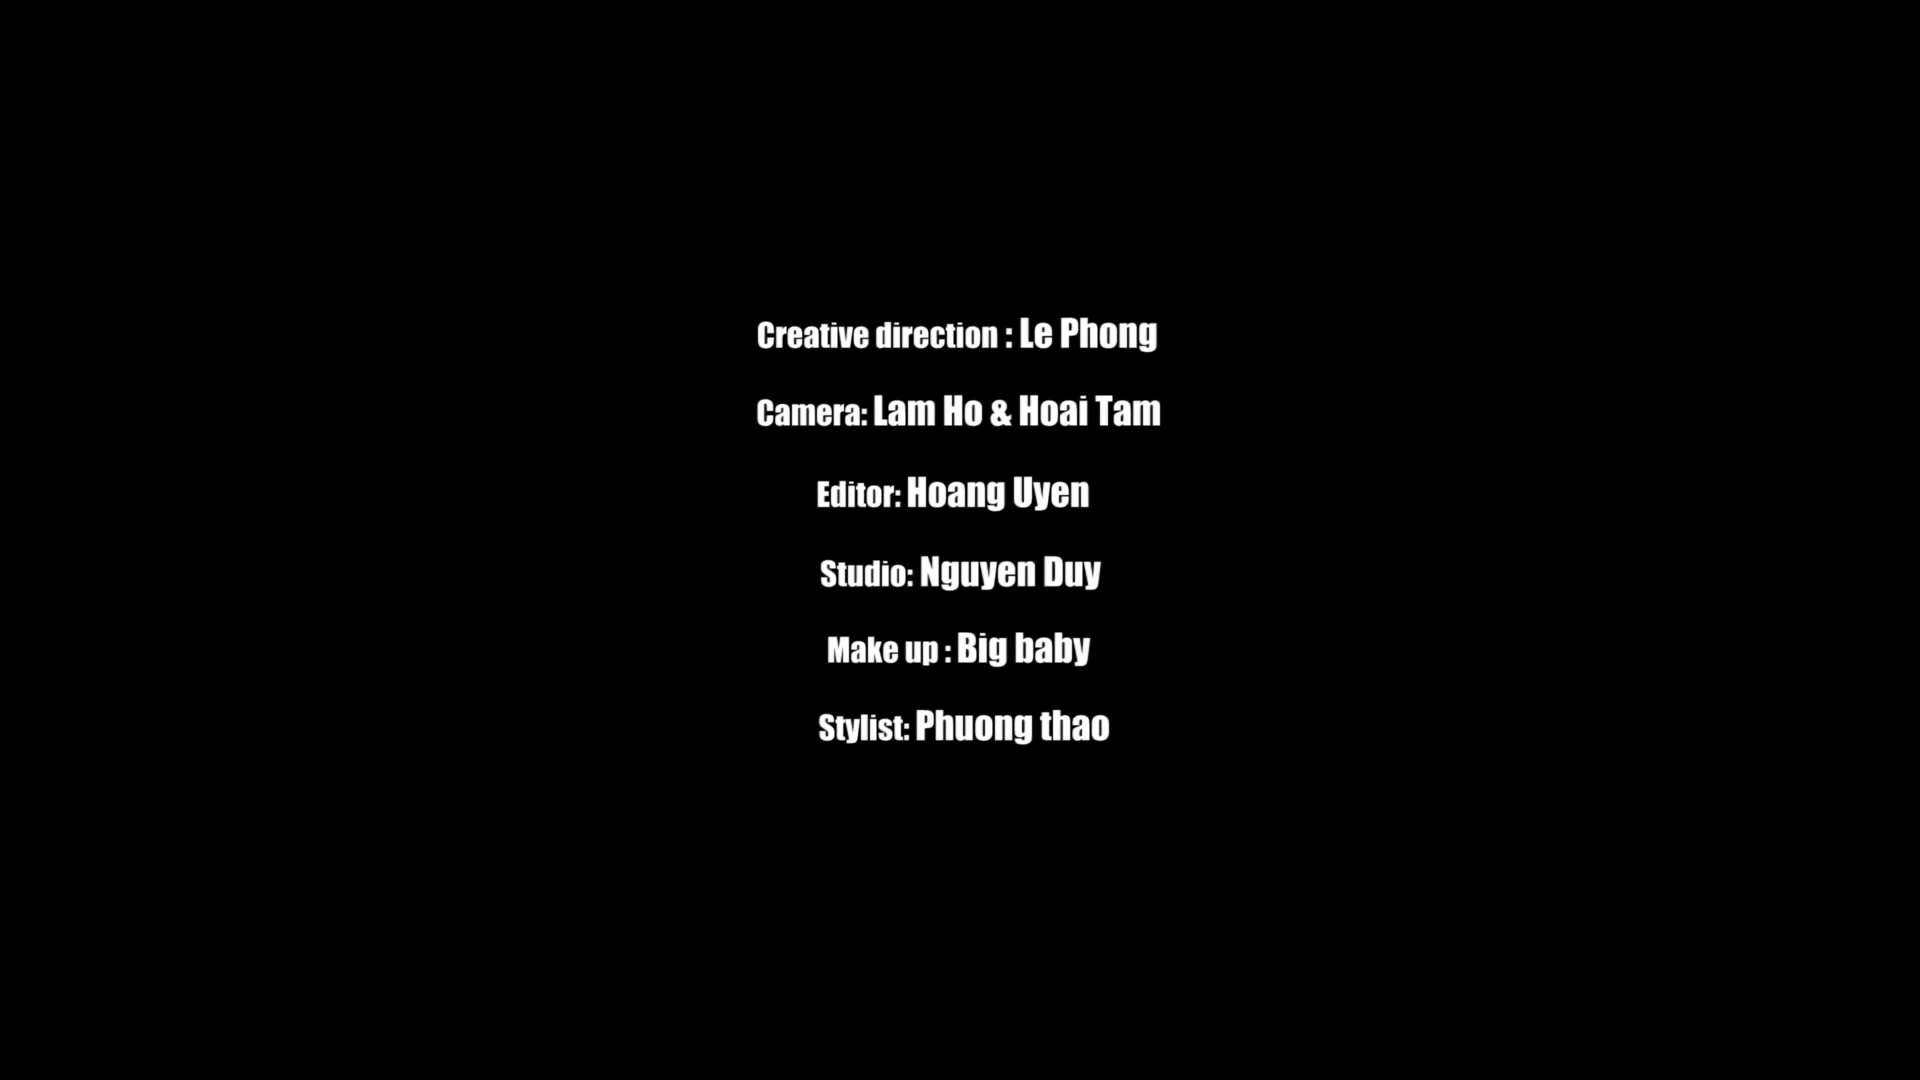 Creative direction : Le Phong
Camera: Lam Ho & Hoai Tam
Editor: Hoang Uyen
Studio: Nguyen Duy
Make up : Big baby
Stylist: Phuong thao